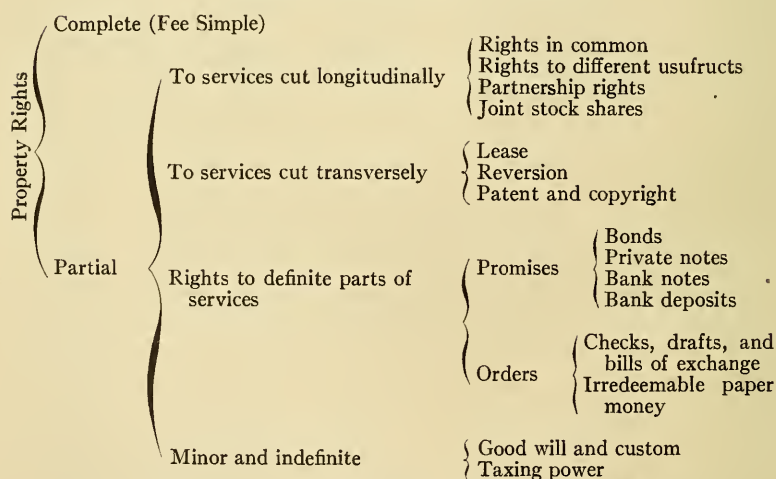 Property Rights
Complete (Fee Simple)
Partial
To services cut longitudinally
Rights in common
Rights to different usufructs
Partnership rights
Joint stock shares
To services cut transversely
Lease
Reversion
Patent and copyright
Rights to definite parts of
services
Promises
Bonds
Private notes
Bank notes
Bank deposits
Orders
Checks, drafts, and
bills of exchange
Irredeemable paper
money
Minor and indefinite
Good will and custom
Taxing power